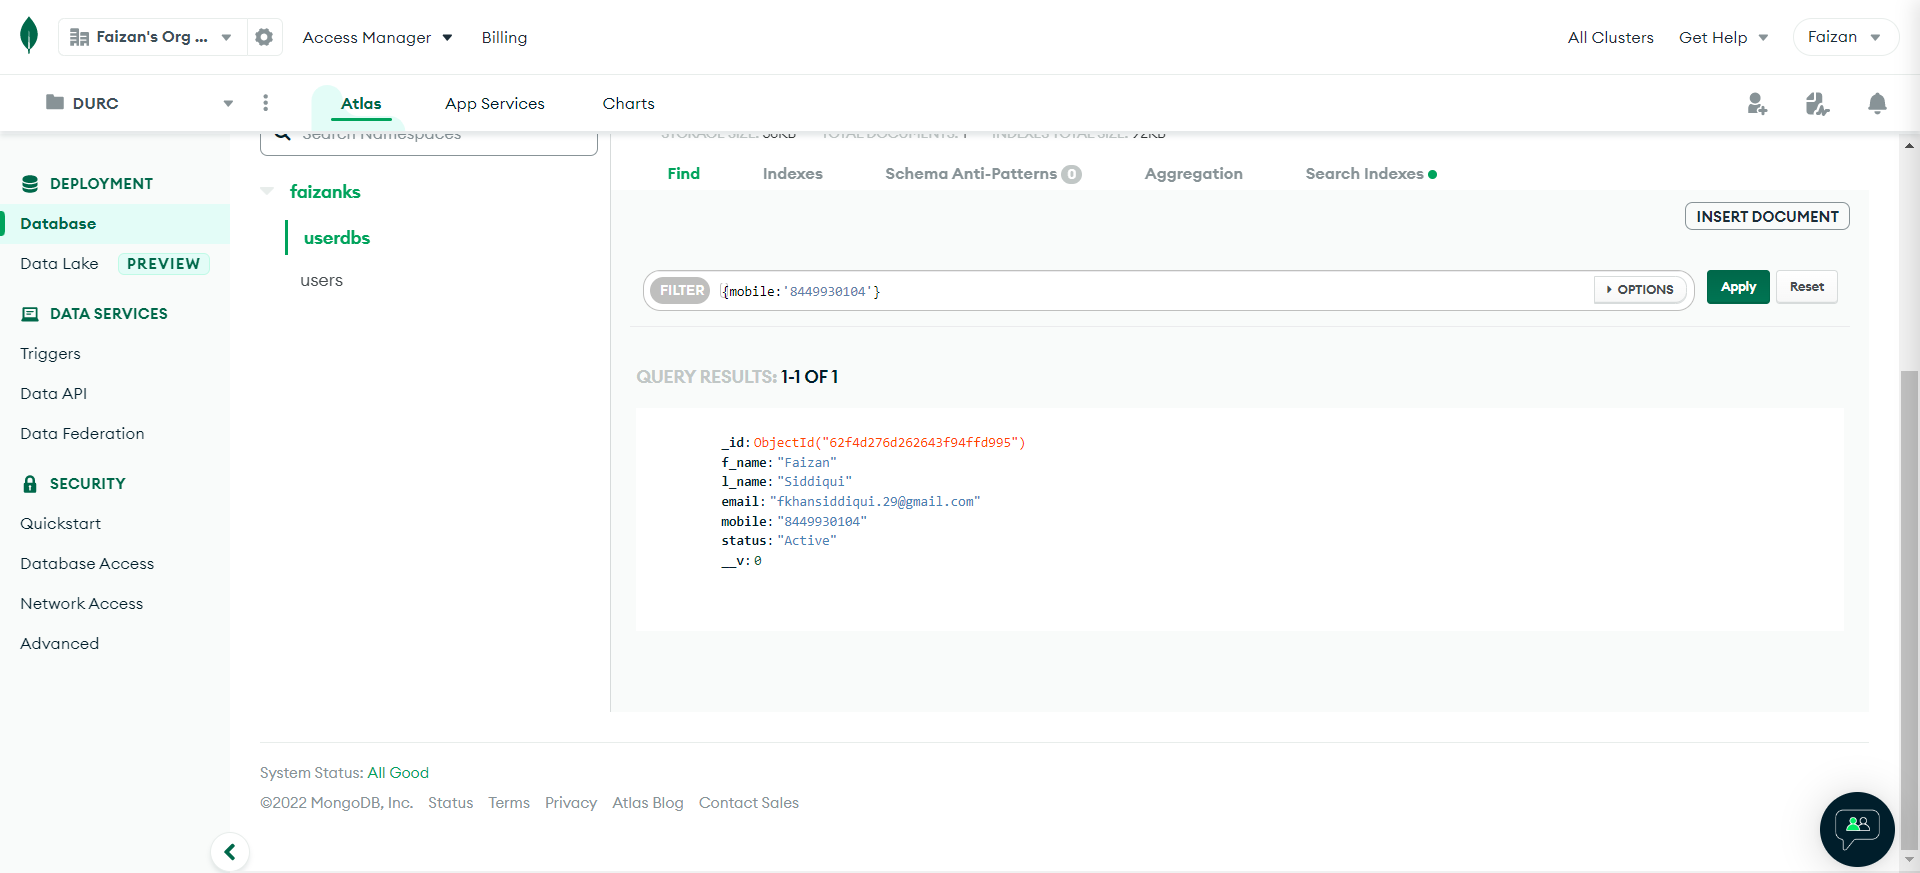 Faizan's Org ...
Access Manager
Billing
All Clusters
Get Help
Faizan
DURC
Atlas
App Services
Charts
Search Namespaces
STORAGE SIZE: 36KB TOTAL DOCUMENTS: 1 INDEXES TOTAL SIZE: 92KB
DEPLOYMENT
Database
Data Lake PREVIEW
DATA SERVICES
Triggers
Data API
Data Federation
SECURITY
Quickstart
Database Access
Network Access
Advanced
faizanks
userdbs
users
Find
Indexes
Schema Anti-Patterns 0
Aggregation
Search Indexes
INSERT DOCUMENT
FILTER {mobile:'8449930104'}
OPTIONS
Apply
Reset
QUERY RESULTS: 1-1 OF 1
_id: ObjectId("62f4d276d262643f94ffd995")
f_name: "Faizan"
l_name: "Siddiqui"
email: "fkhansiddiqui.29@gmail.com"
mobile: "8449930104"
status: "Active"
__v: 0
System Status: All Good
©2022 MongoDB, Inc. Status Terms Privacy Atlas Blog Contact Sales